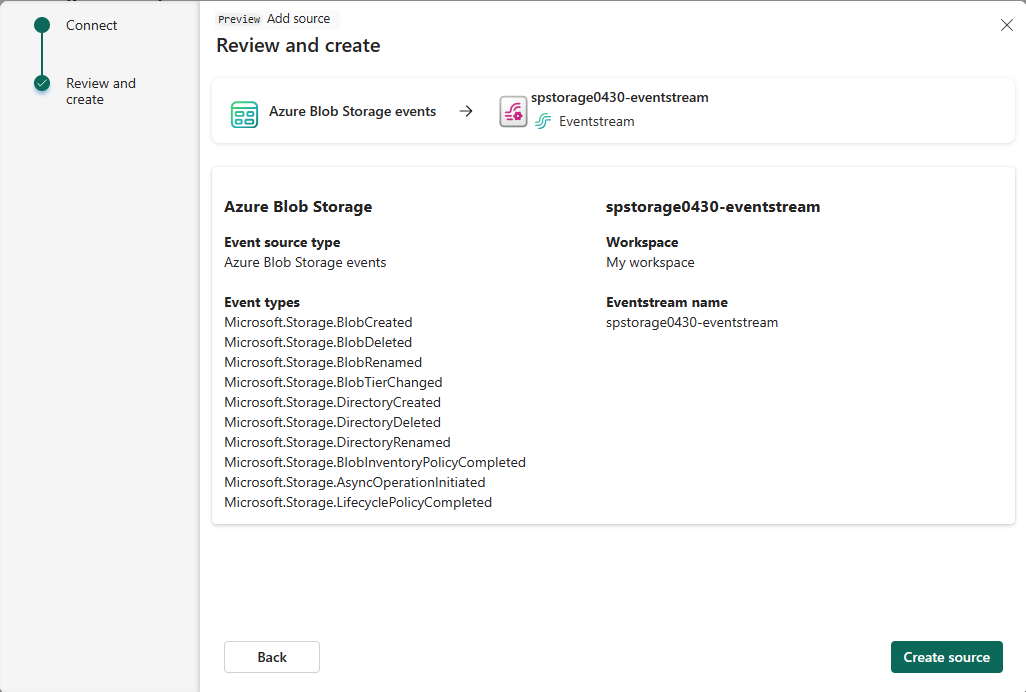 Connect
Review and
create
Preview Add source
Review and create
Azure Blob Storage events
spstorage0430-eventstream
Eventstream
Azure Blob Storage
Event source type
Azure Blob Storage events
Event types
Microsoft.Storage.BlobCreated
Microsoft.Storage.BlobDeleted
Microsoft.Storage.BlobRenamed
Microsoft.Storage.BlobTierChanged
Microsoft.Storage.DirectoryCreated
Microsoft.Storage.DirectoryDeleted
Microsoft.Storage.DirectoryRenamed
Microsoft.Storage.BlobInventoryPolicyCompleted
Microsoft.Storage.AsyncOperationInitiated
Microsoft.Storage.LifecyclePolicyCompleted
spstorage0430-eventstream
Workspace
My workspace
Eventstream name
spstorage0430-eventstream
Back
Create source